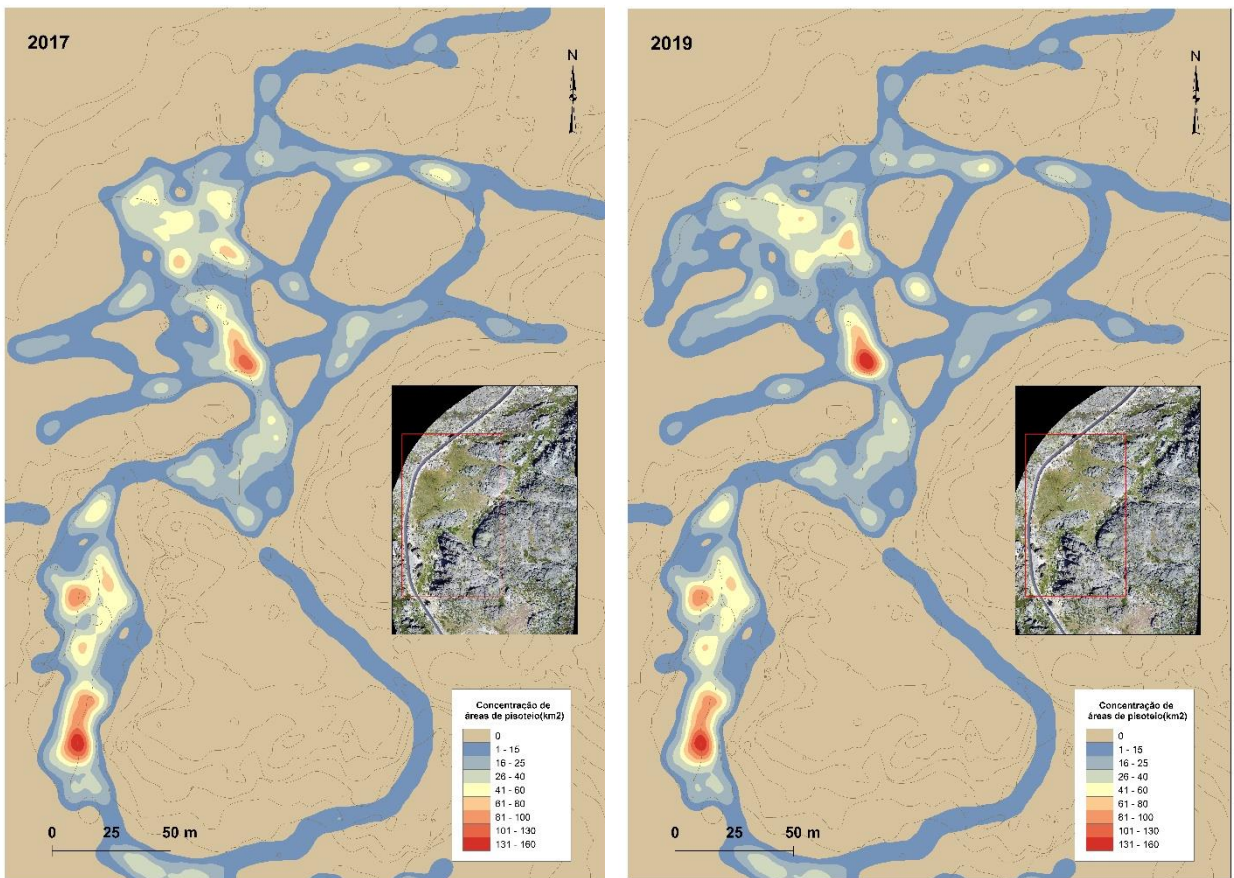 2017
N
Concentração de
áreas de pisoteio(km2)
0
1 - 15
16 - 25
26 - 40
41 - 60
61 - 80
81 - 100
101 - 130
131 - 160
0 25 50 m
2019
N
Concentração de
áreas de pisoteio(km2)
0
1 - 15
16 - 25
26 - 40
41 - 60
61 - 80
81 - 100
101 - 130
131 - 160
0 25 50 m